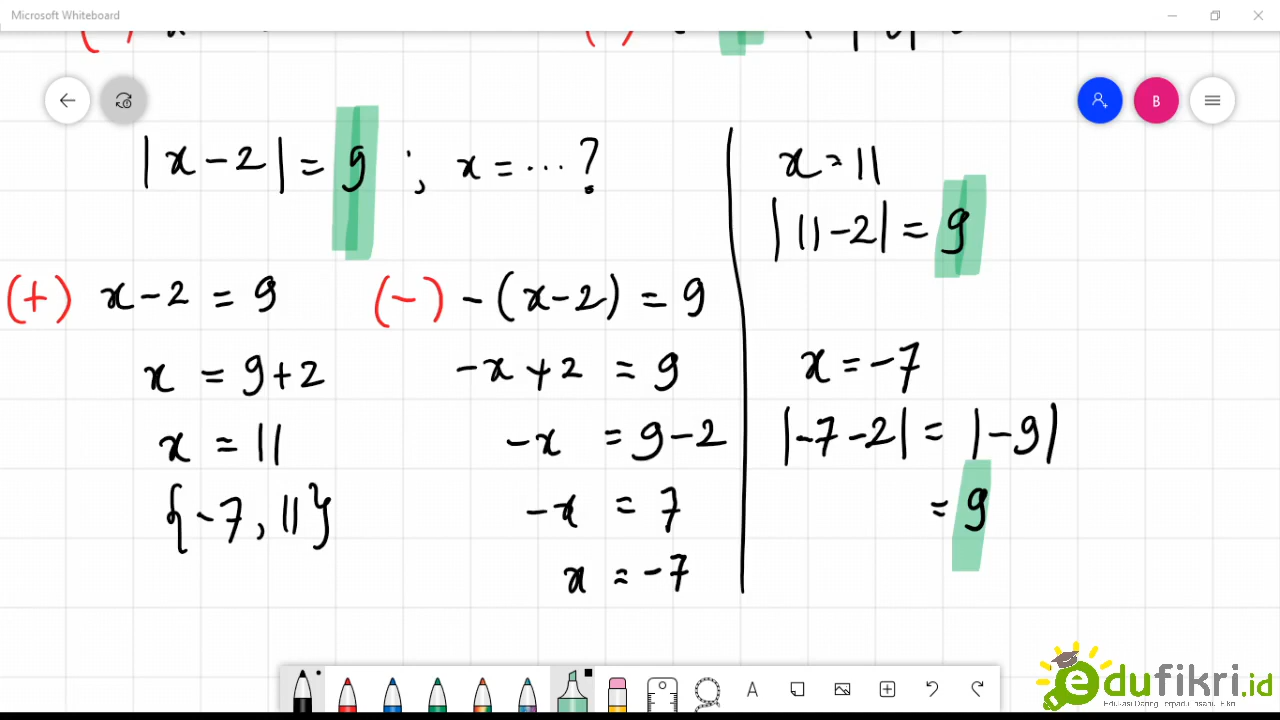 Microsoft Whiteboard
B
|x-2| = 9 ; x = ...?
(+) x-2 = 9
x = 9+2
x = 11
{-7, 11}
(-) -(x-2) = 9
-x+2 = 9
-x = 9-2
-x = 7
x = -7
x = 11
|11-2| = 9
x = -7
|-7-2| = |-9|
= 9
A
edufikri.id